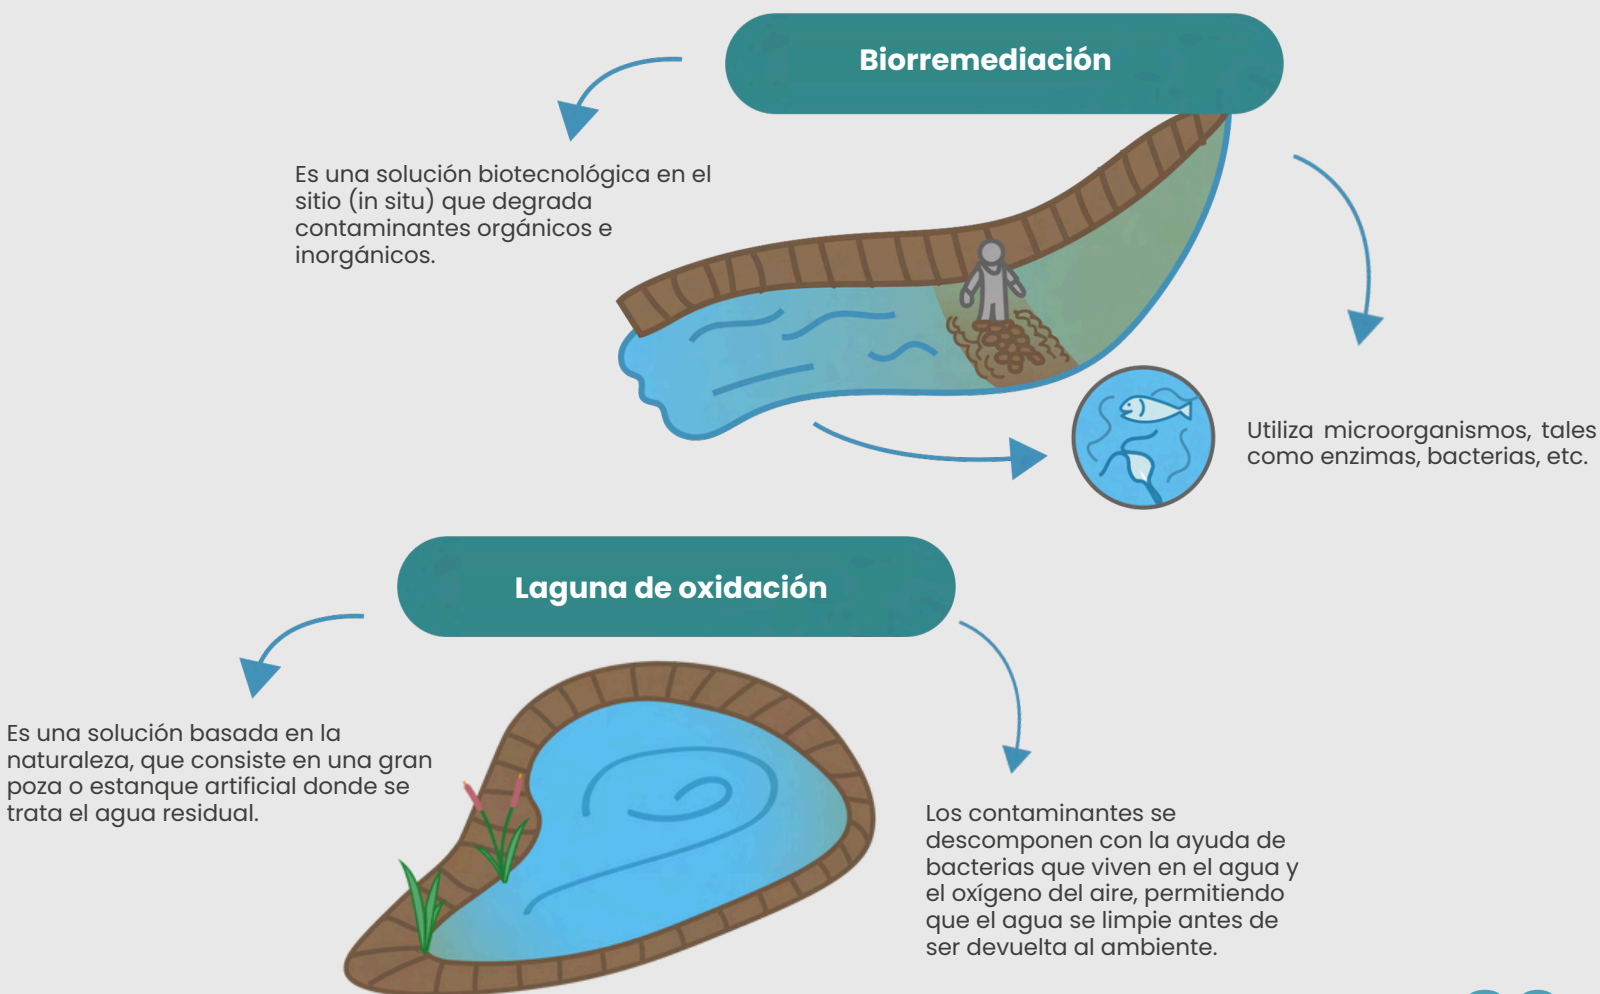 Biorremediación
Es una solución biotecnológica en el
sitio (in situ) que degrada
contaminantes orgánicos e
inorgánicos.
Utiliza microorganismos, tales
como enzimas, bacterias, etc.
Laguna de oxidación
Es una solución basada en la
naturaleza, que consiste en una gran
poza o estanque artificial donde se
trata el agua residual.
Los contaminantes se
descomponen con la ayuda de
bacterias que viven en el agua y
el oxígeno del aire, permitiendo
que el agua se limpie antes de
ser devuelta al ambiente.